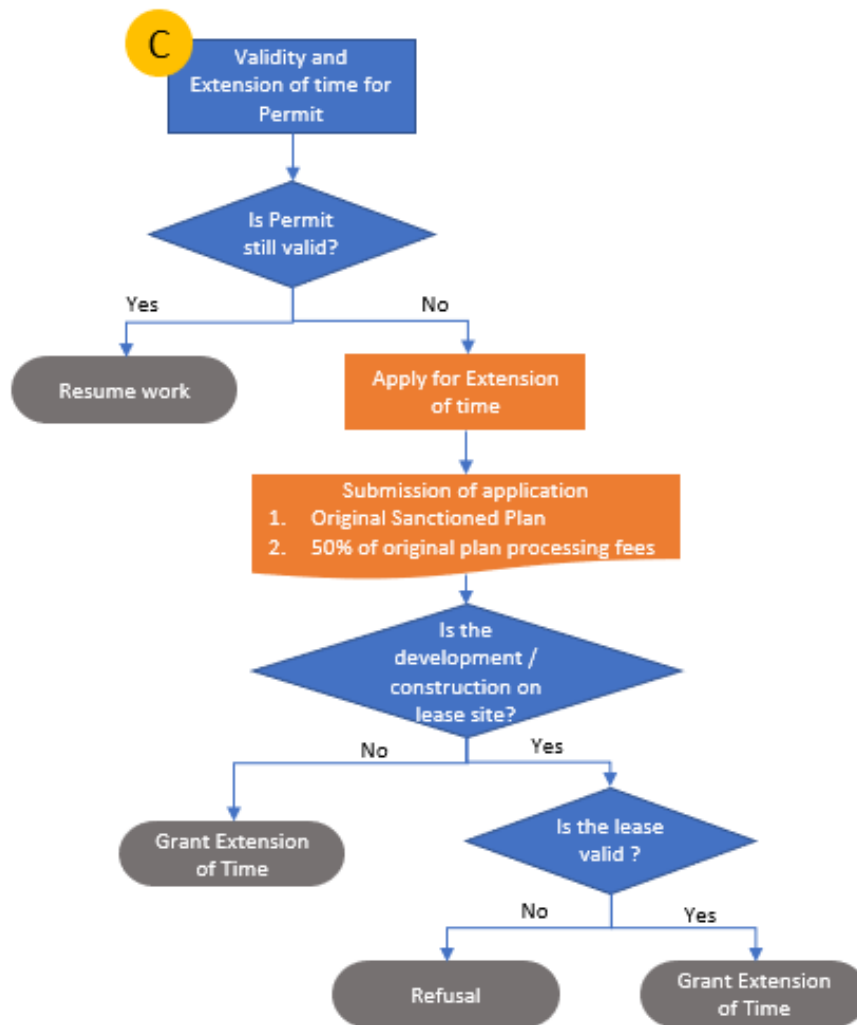 C
Validity and
Extension of time for
Permit
Is Permit
still valid?
Yes
No
Resume work
Apply for Extension
of time
Submission of application
1. Original Sanctioned Plan
2. 50% of original plan processing fees
Is the
development /
construction on
lease site?
No
Yes
Grant Extension
of Time
Is the lease
valid ?
No
Yes
Refusal
Grant Extension
of Time